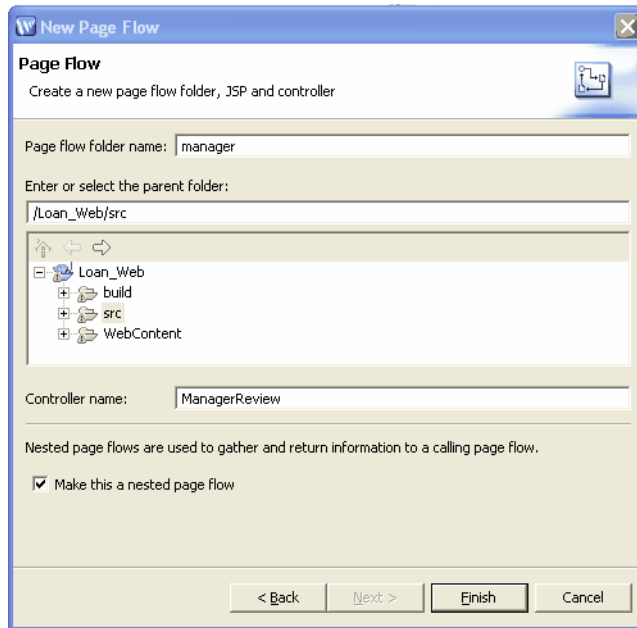 New Page Flow
Page Flow
Create a new page flow folder, JSP and controller
Page flow folder name: manager
Enter or select the parent folder:
/Loan_Web/src
Loan_Web
build
src
WebContent
Controller name: ManagerReview
Nested page flows are used to gather and return information to a calling page flow.
Make this a nested page flow
< Back Next > Finish Cancel